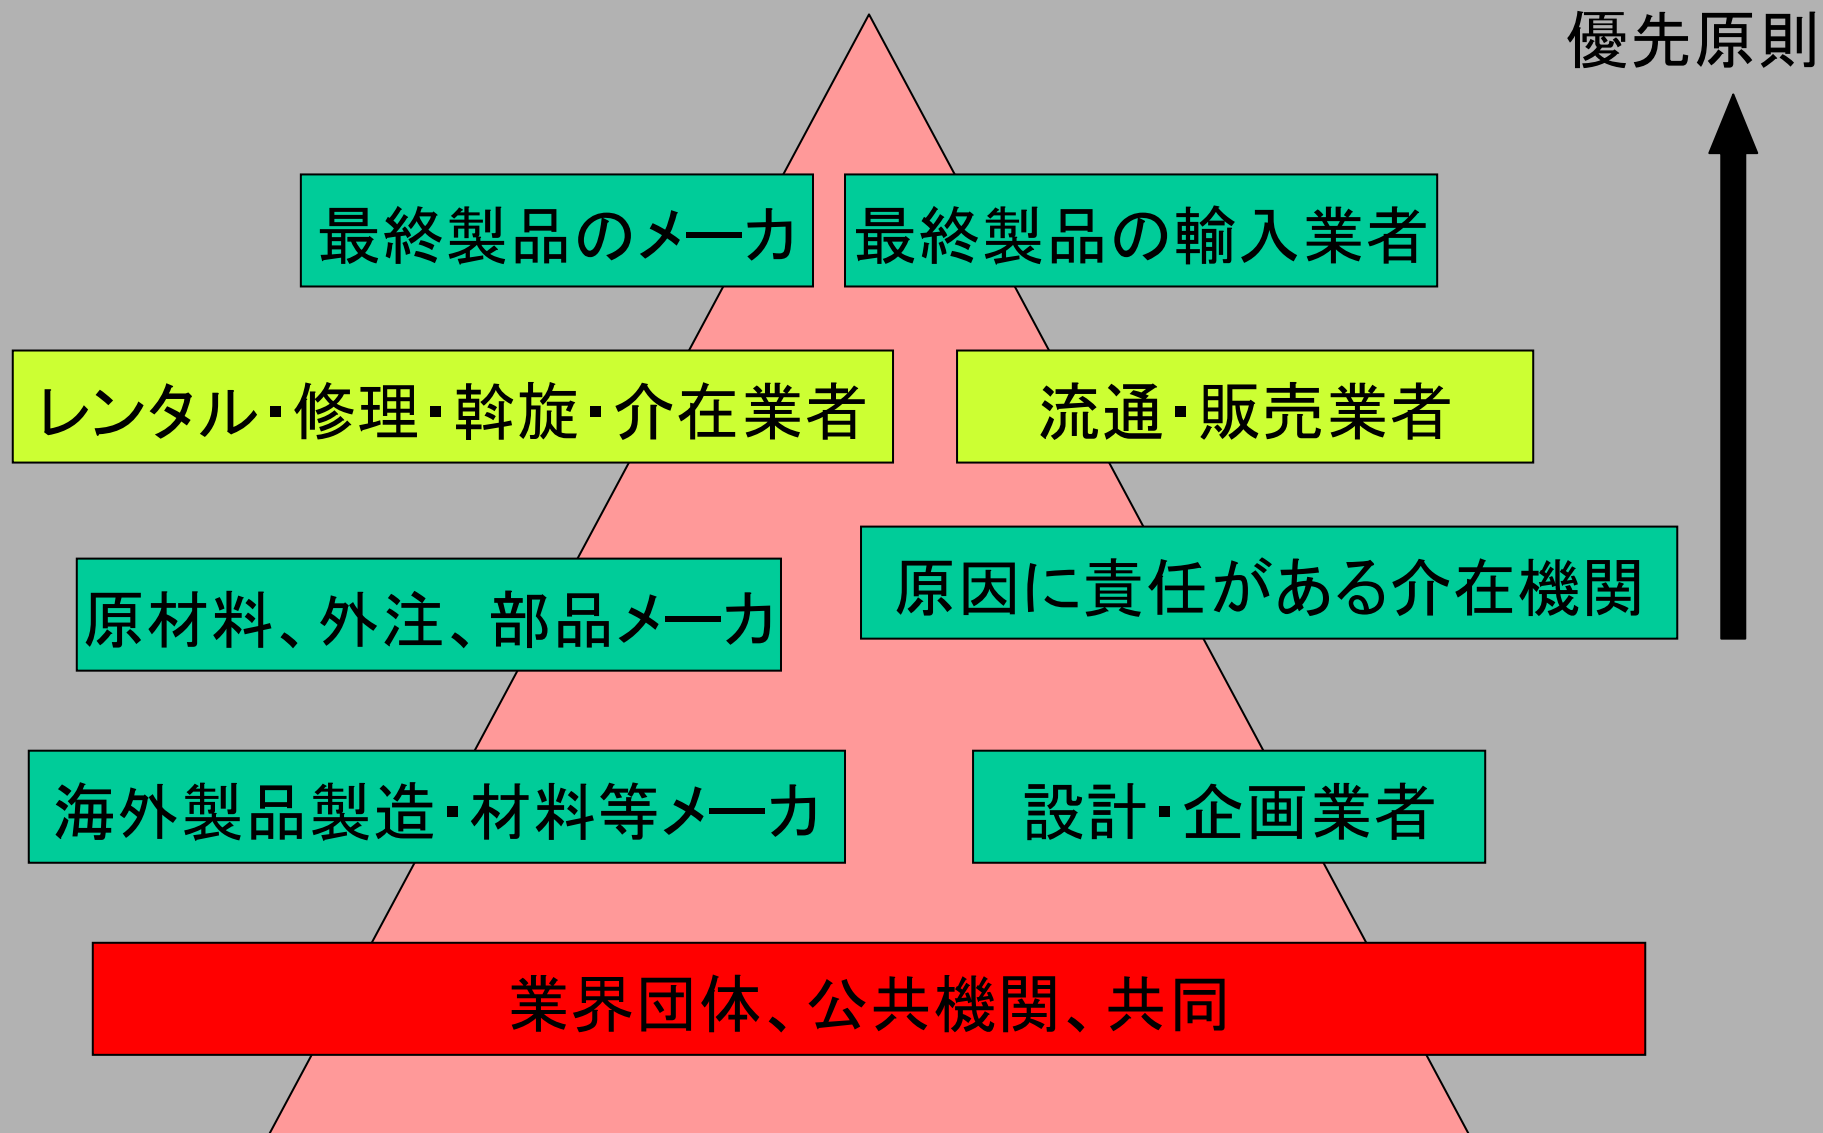 優先原則
最終製品のメーカ
最終製品の輸入業者
レンタル・修理・斡旋・介在業者
流通・販売業者
原因に責任がある介在機関
原材料、外注、部品メーカ
海外製品製造・材料等メーカ
設計・企画業者
業界団体、公共機関、共同